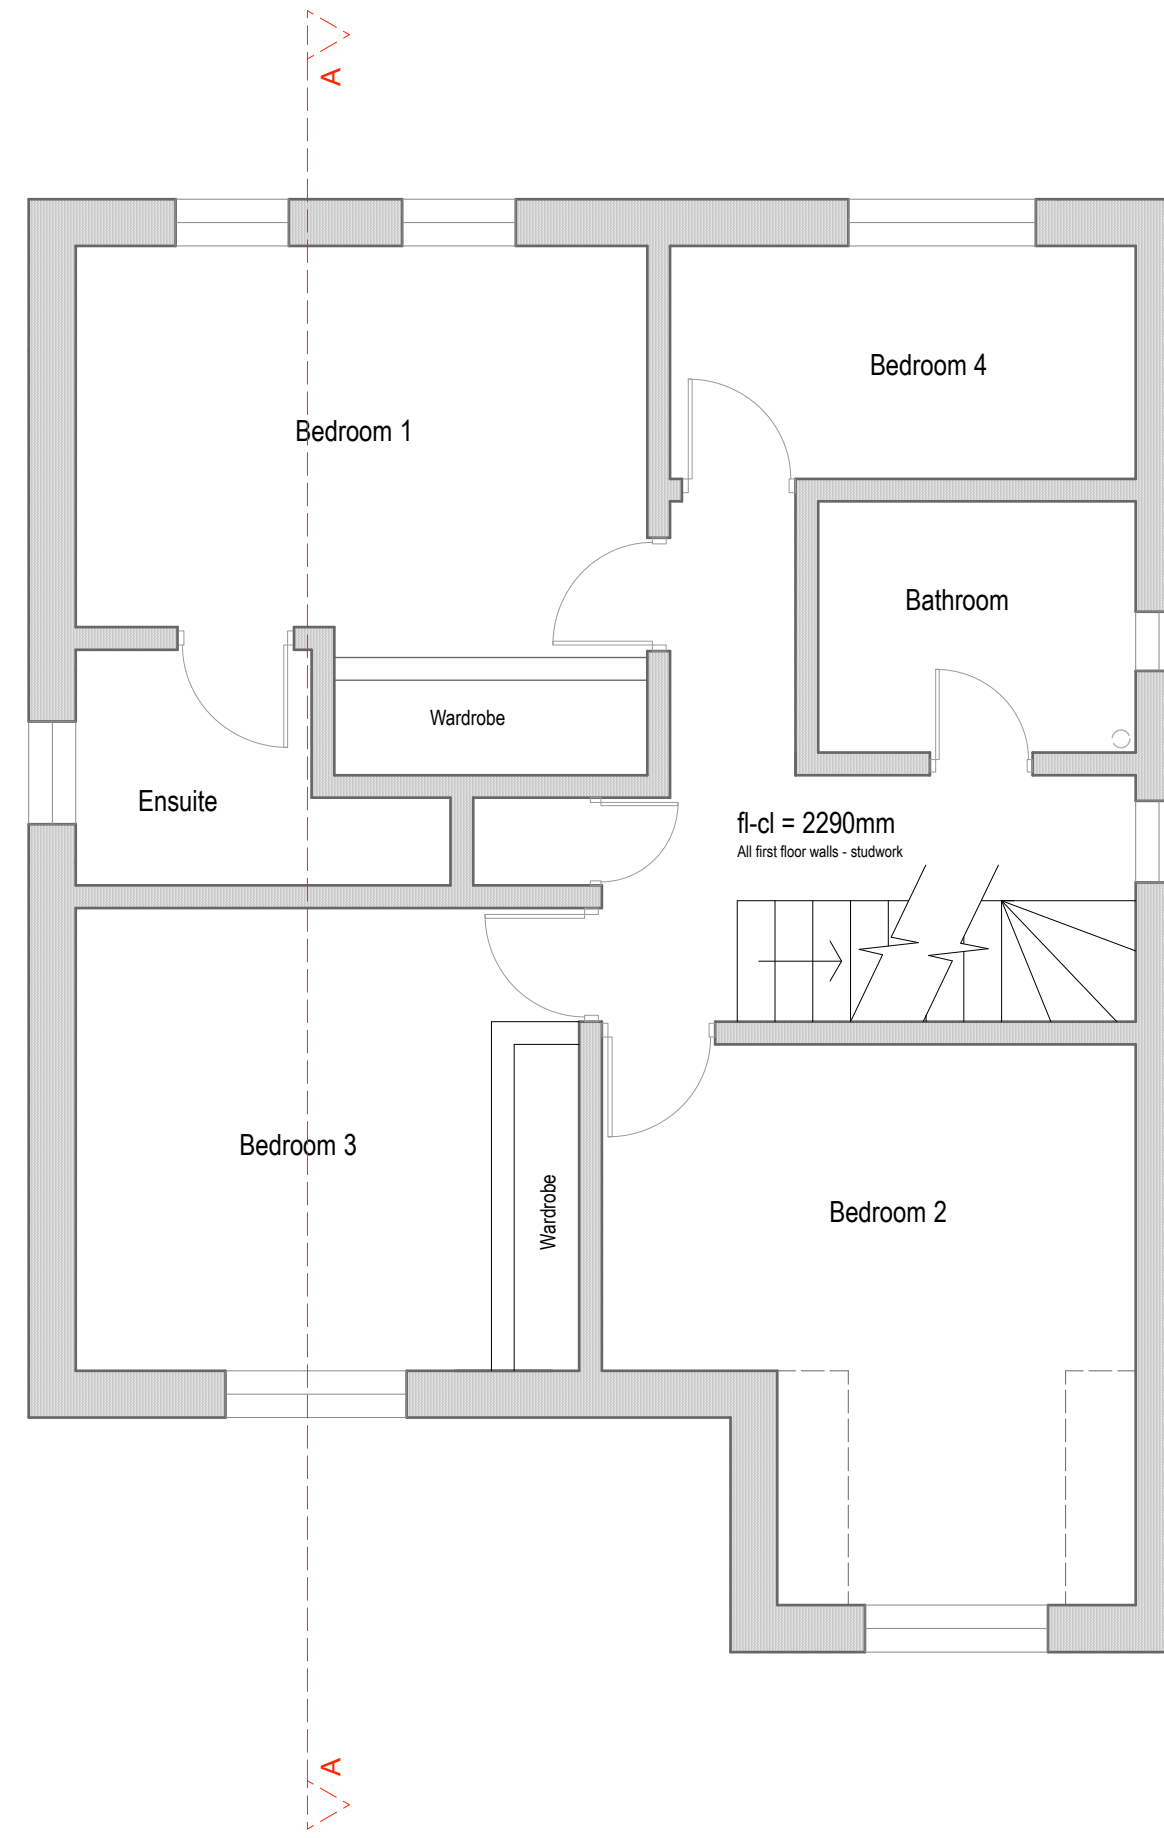 A
Bedroom 4
Bedroom 1
Bathroom
Wardrobe
Ensuite
fl-cl = 2290mm
All first floor walls - studwork
Bedroom 3
Wardrobe
Bedroom 2
A